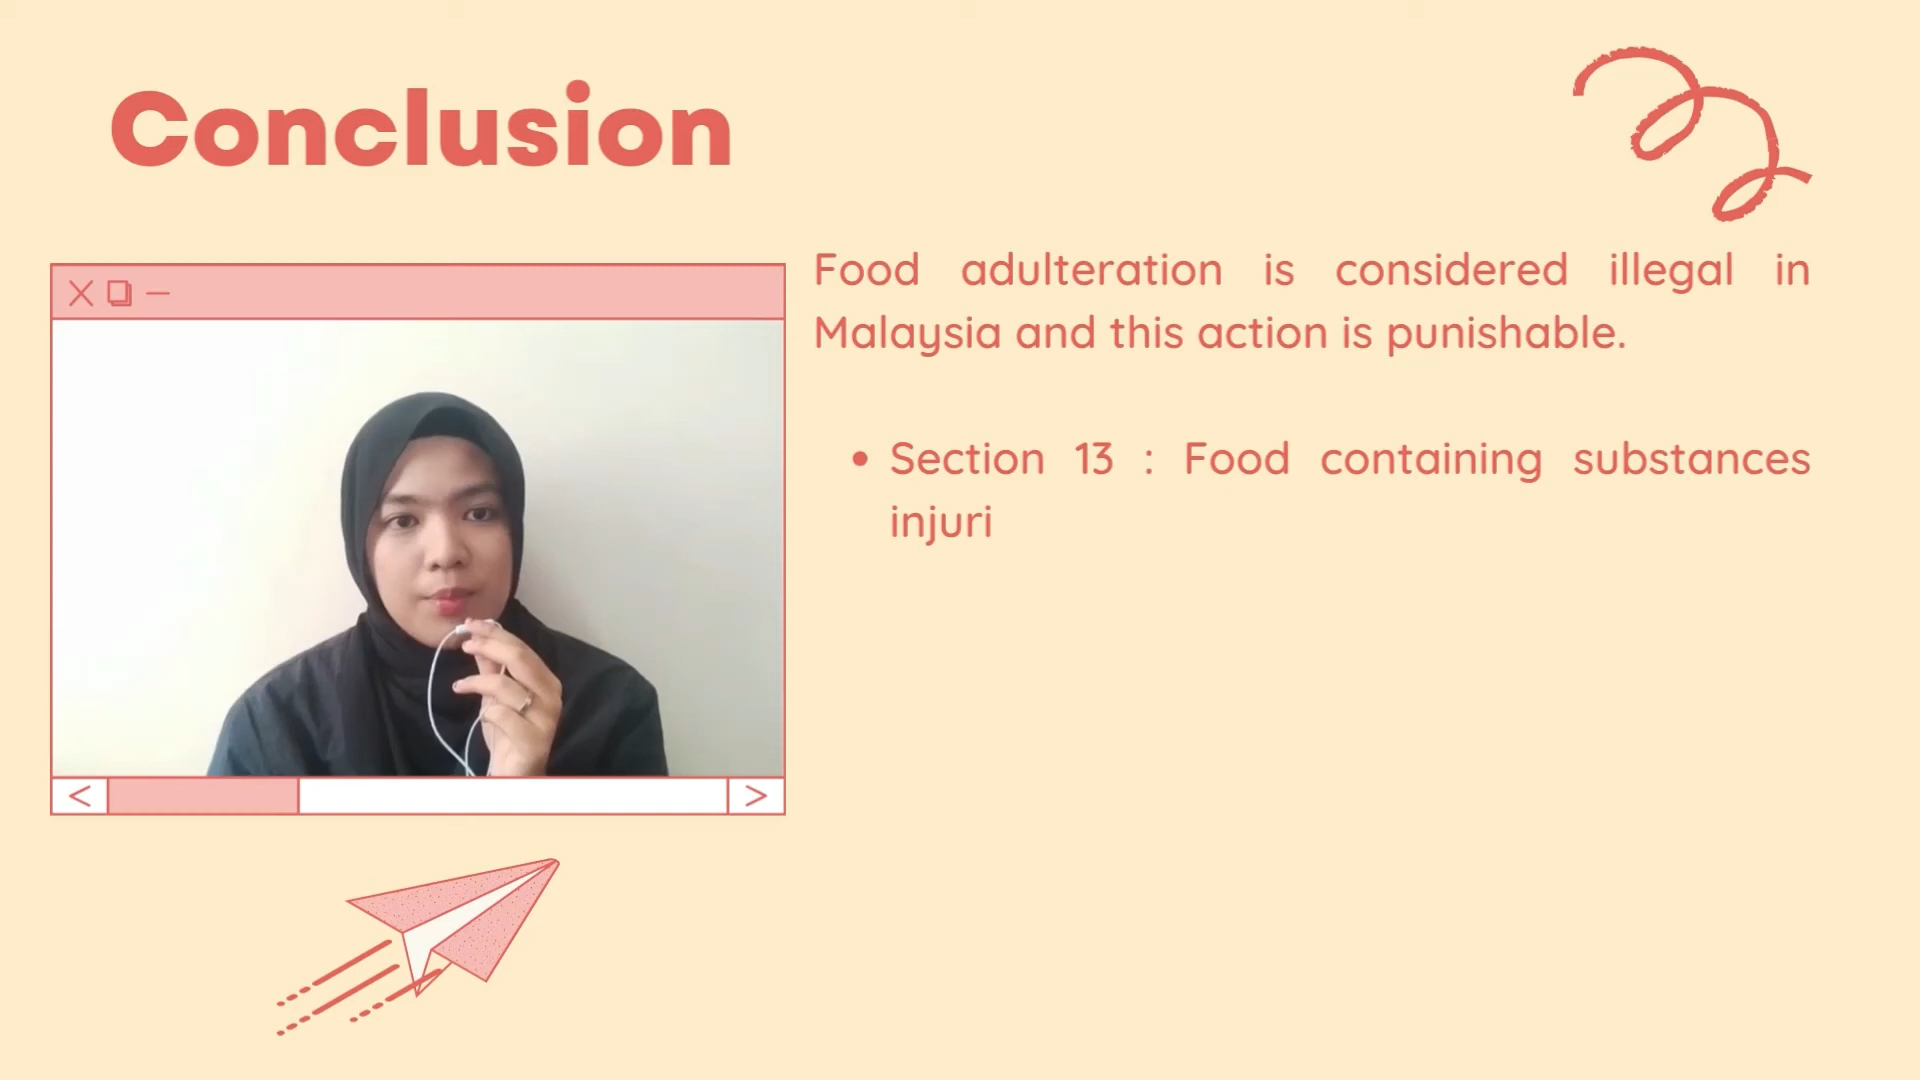 Conclusion
Food adulteration is considered illegal in
Malaysia and this action is punishable.
• Section 13 : Food containing substances
injuri